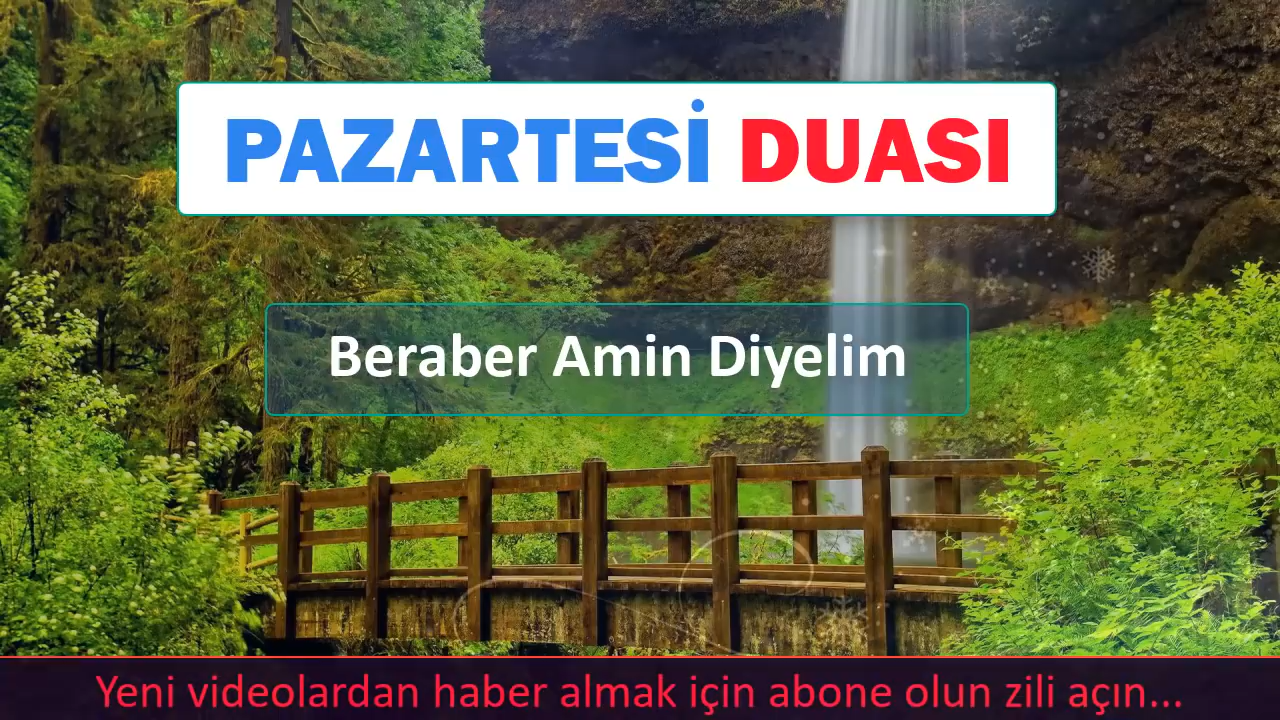 PAZARTESİ DUASI
Beraber Amin Diyelim
Yeni videolardan haber almak için abone olun zili açın...